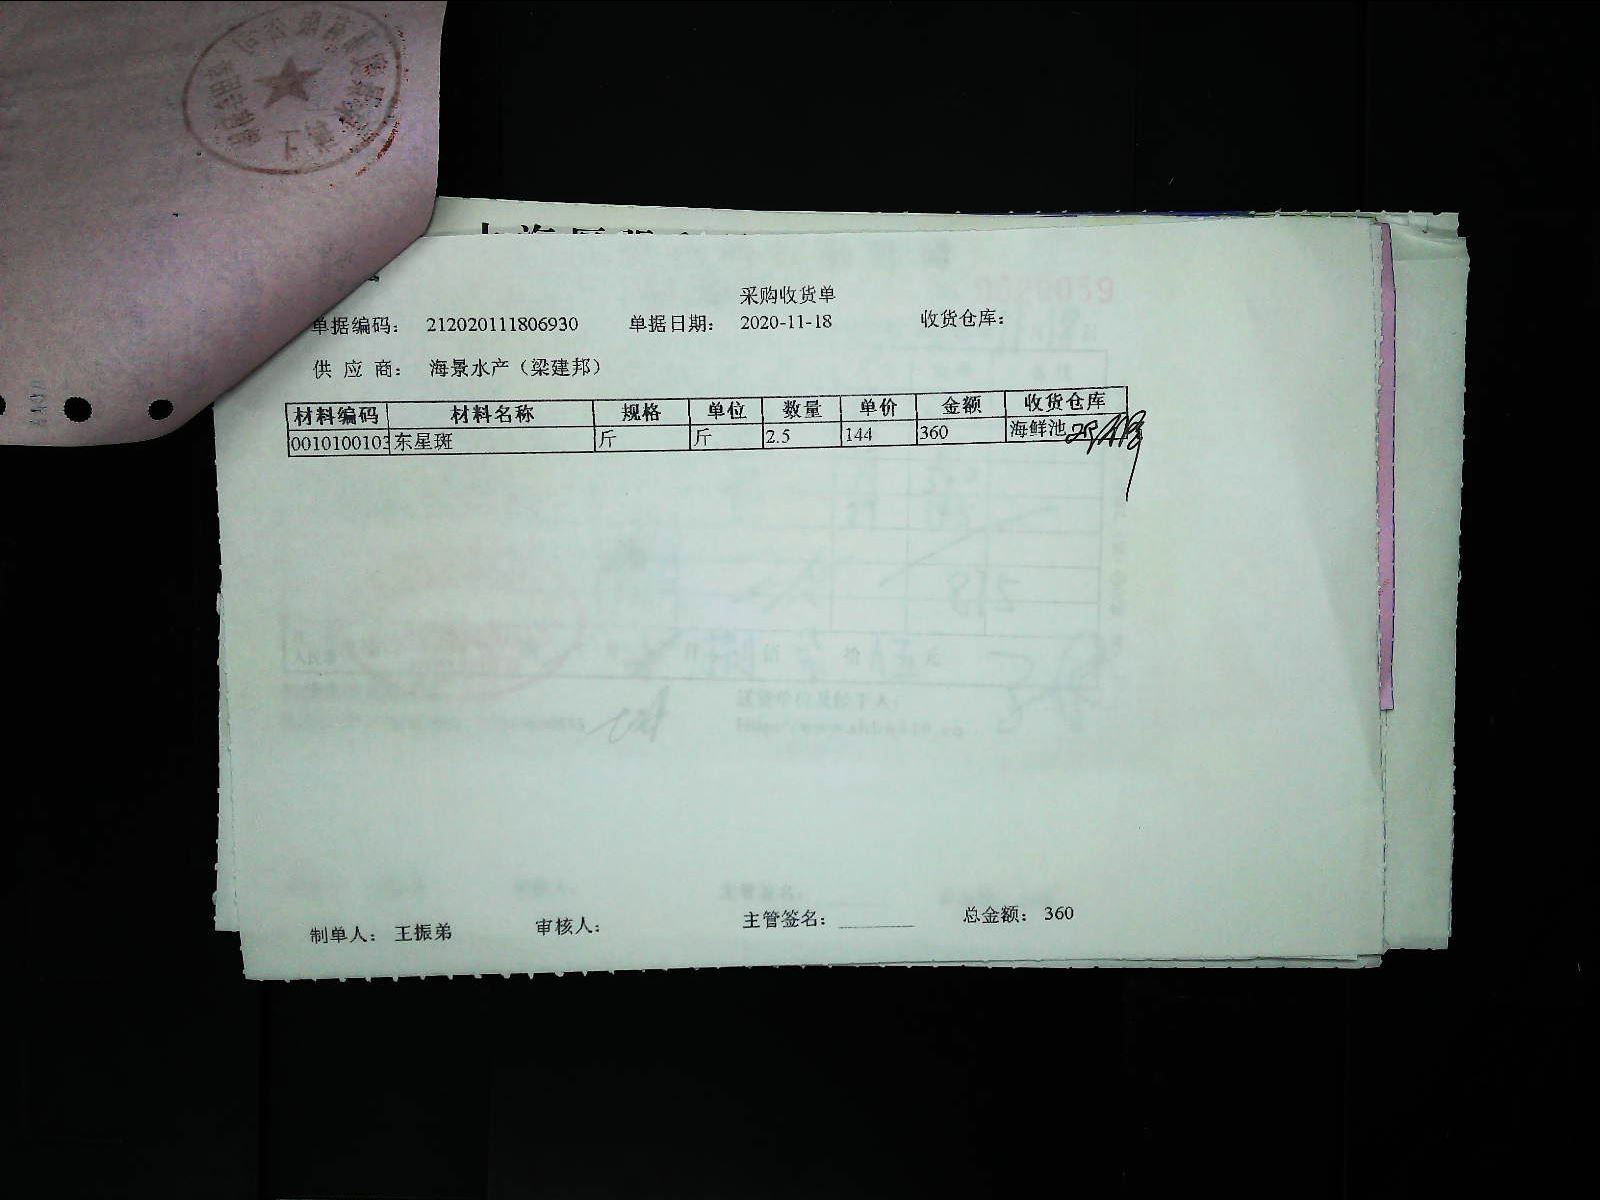 采购收货单
单据编码: 212020111806930 单据日期: 2020-11-18 收货仓库:
供 应 商: 海景水产（梁建邦）
材料编码 材料名称 规格 单位 数量 单价 金额 收货仓库
0010100103 东星斑 斤 斤 2.5 144 360 海鲜池
制单人: 王振弟 审核人: 主管签名: ________ 总金额: 360